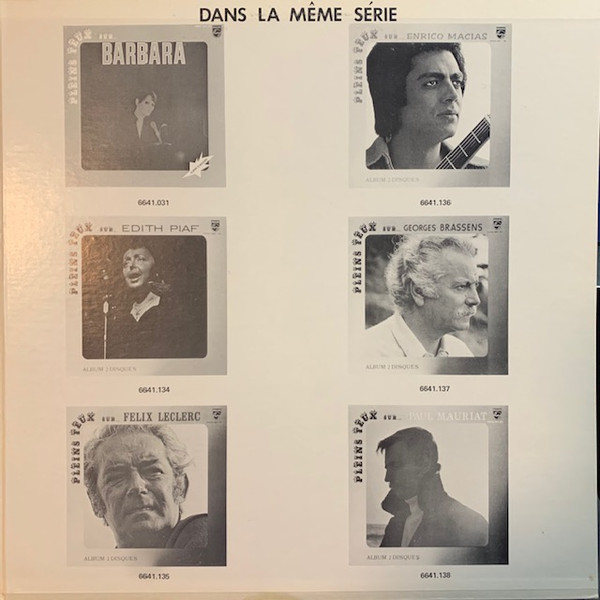 DANS LA MÊME SÉRIE
PLEINS FEUX SUR...
BARBARA
6641.031
PLEINS FEUX SUR... ENRICO MACIAS
ALBUM 2 DISQUES
6641.136
PLEINS FEUX SUR... EDITH PIAF
ALBUM 2 DISQUES
6641.134
PLEINS FEUX SUR... GEORGES BRASSENS
ALBUM 2 DISQUES
6641.137
PLEINS FEUX SUR... FELIX LECLERC
ALBUM 2 DISQUES
6641.135
PLEINS FEUX SUR... PAUL MAURIAT
ALBUM 2 DISQUES
6641.138